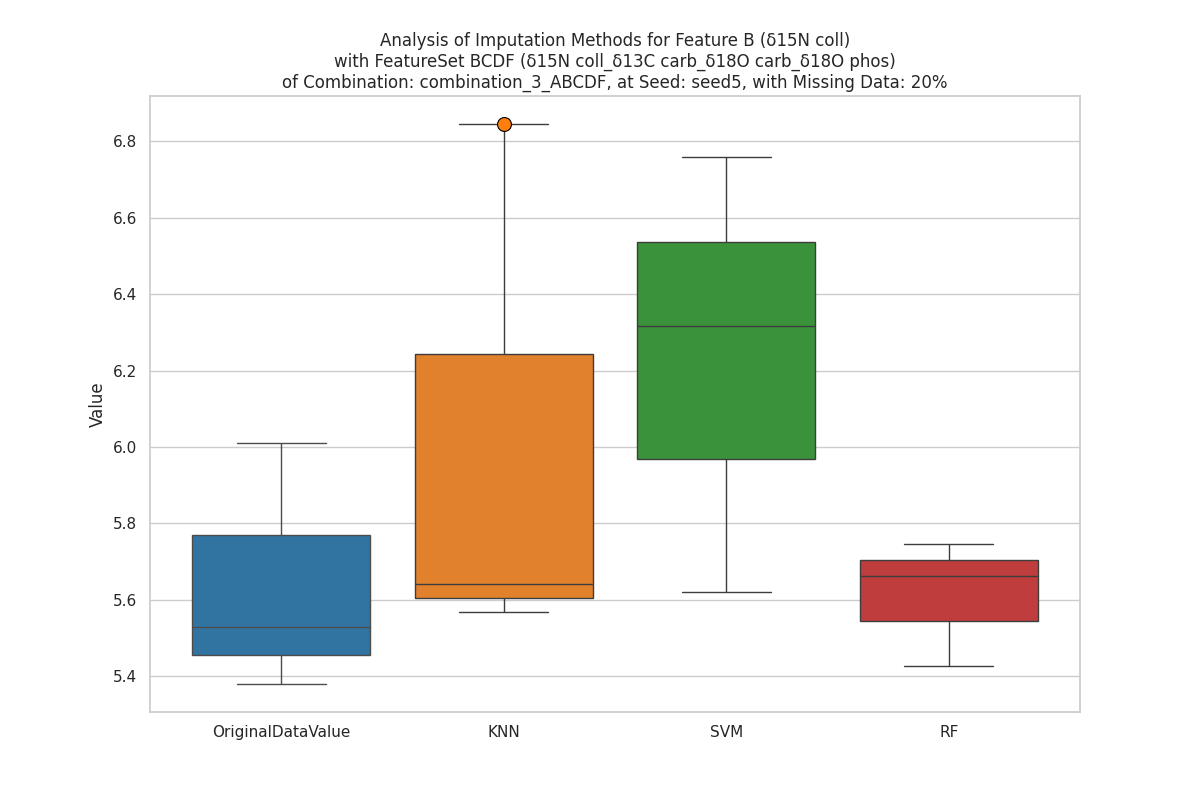 Analysis of Imputation Methods for Feature B (δ15N coll)
with FeatureSet BCDF (δ15N coll_δ13C carb_δ18O carb_δ18O phos)
of Combination: combination_3_ABCDF, at Seed: seed5, with Missing Data: 20%
6.8
6.6
6.4
6.2
6.0
5.8
5.6
5.4
Value
OriginalDataValue
KNN
SVM
RF